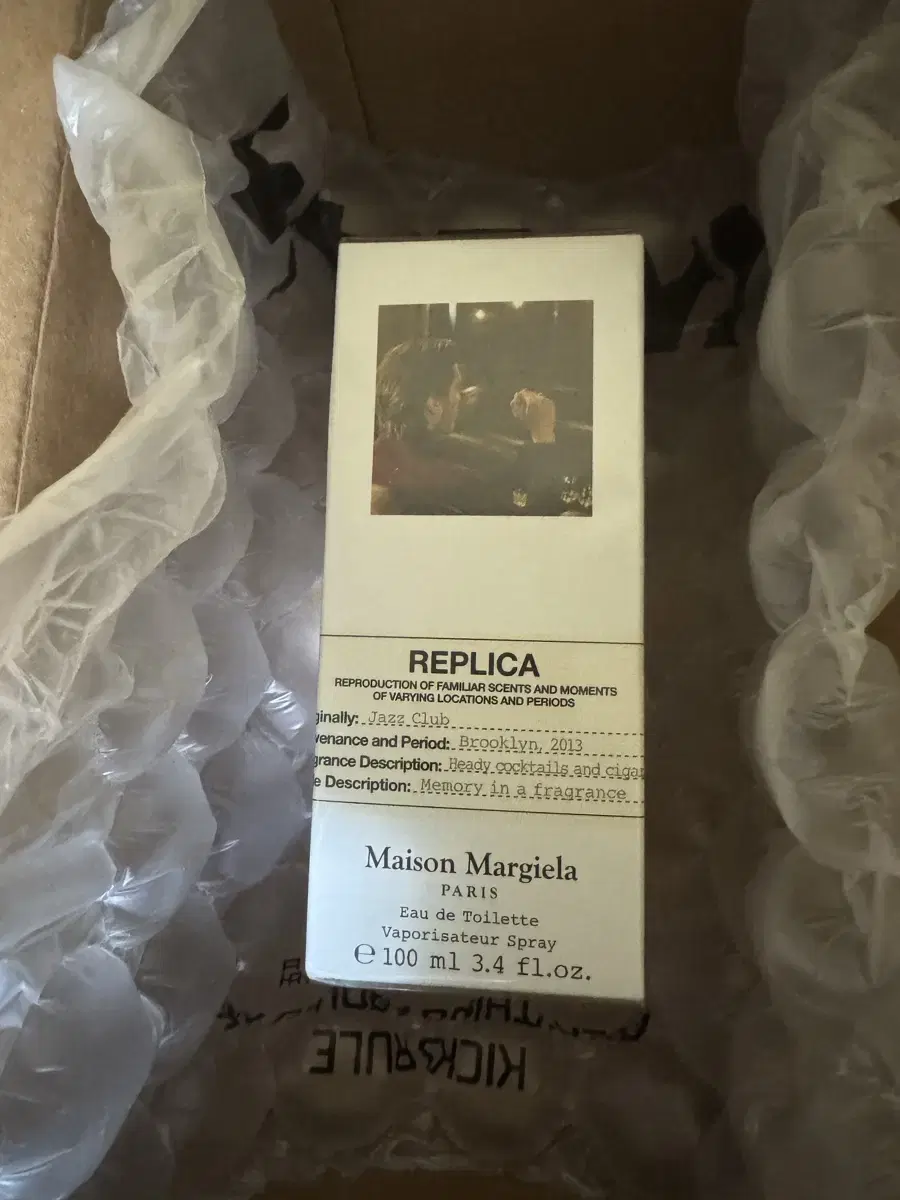 REPLICA
REPRODUCTION OF FAMILIAR SCENTS AND MOMENTS
OF VARYING LOCATIONS AND PERIODS
ginally: Jazz Club
venance and Period: Brooklyn, 2013
grance Description: Heady cocktails and cigar
e Description: Memory in a fragrance
Maison Margiela
PARIS
Eau de Toilette
Vaporisateur Spray
℮ 100 ml 3.4 fl.oz.
KICKSRULE